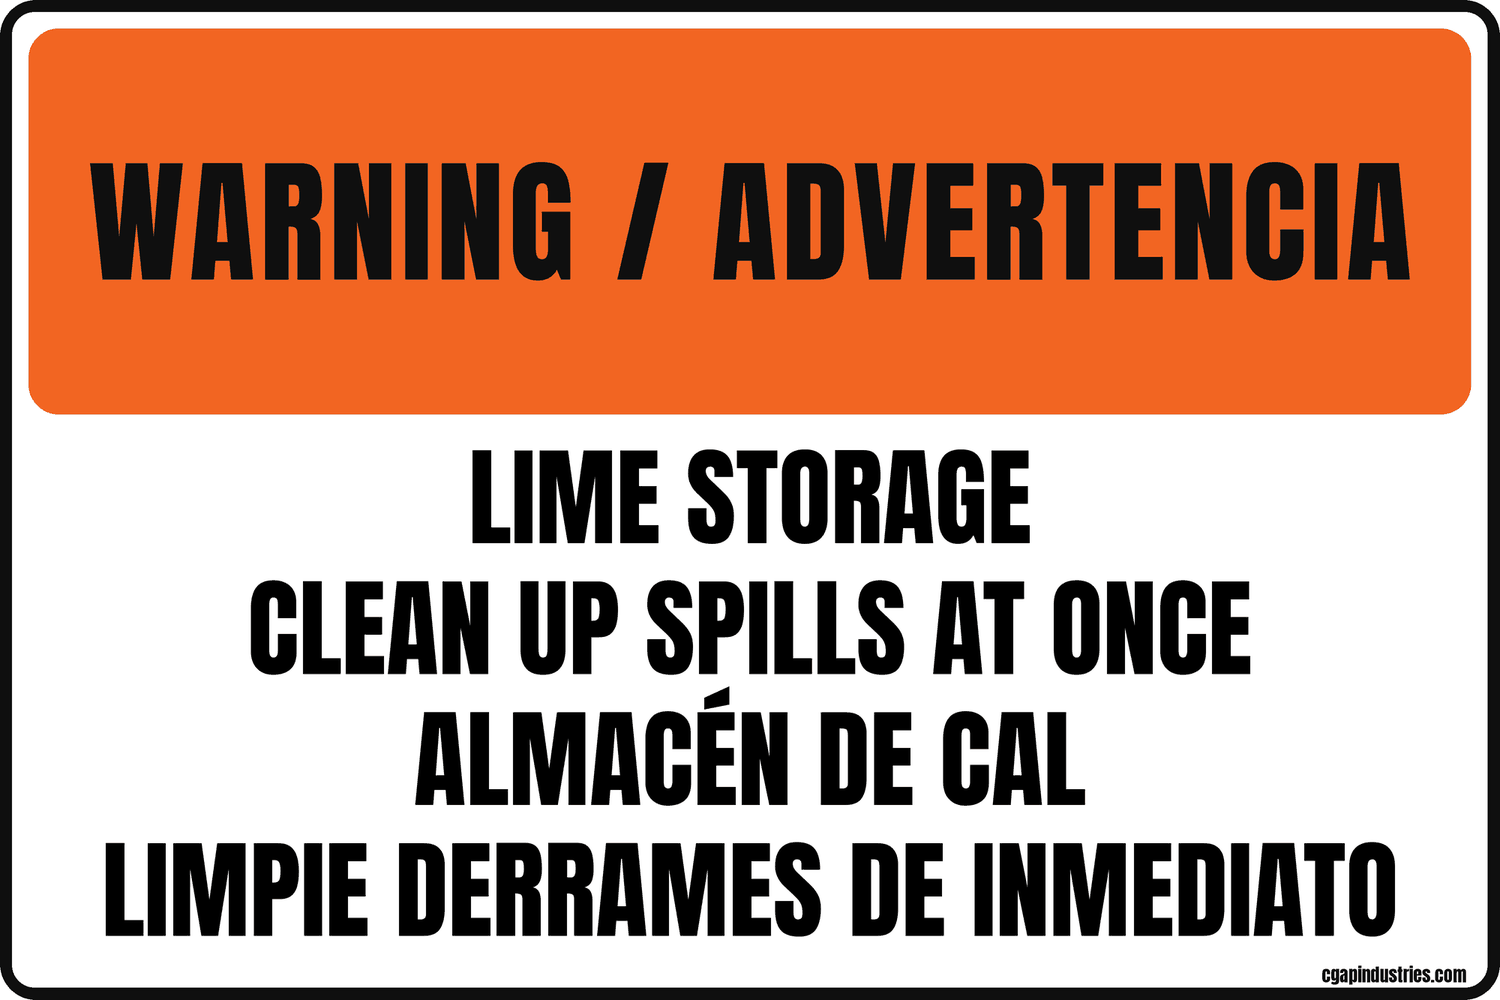 WARNING / ADVERTENCIA
LIME STORAGE
CLEAN UP SPILLS AT ONCE
ALMACÉN DE CAL
LIMPIE DERRAMES DE INMEDIATO
cgapindustries.com